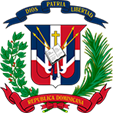 DIOS PATRIA LIBERTAD
REPUBLICA DOMINICANA